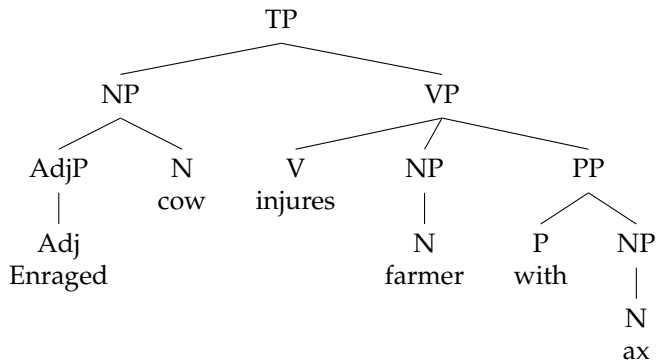 TP
NP VP
AdjP N V NP PP
cow injures
Adj N P NP
Enraged farmer with
N
ax